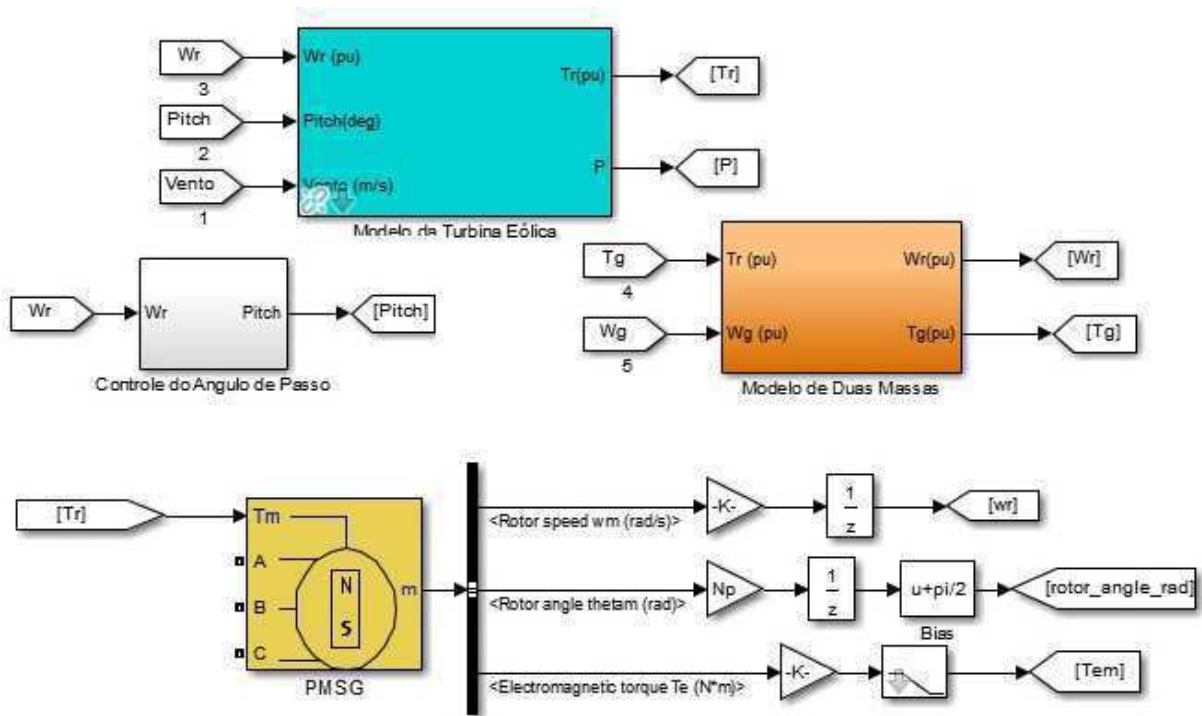 Wr
3
Pitch
2
Vento
1
Wr (pu)
Pitch(deg)
Vento (m/s)
Tr(pu)
P
[Tr]
[P]
Modelo da Turbina Eólica
Tg
4
Wg
5
Tr (pu)
Wg (pu)
Wr(pu)
Tg(pu)
[Wr]
[Tg]
Modelo de Duas Massas
Wr
Wr
Pitch
[Pitch]
Controle do Angulo de Passo
[Tr]
Tm
A
B
C
N
S
m
PMSG
<Rotor speed wm (rad/s)>
-K-
1
z
[wr]
<Rotor angle thetam (rad)>
Np
1
z
u+pi/2
Bias
[rotor_angle_rad]
<Electromagnetic torque Te (N*m)>
-K-
[Tem]